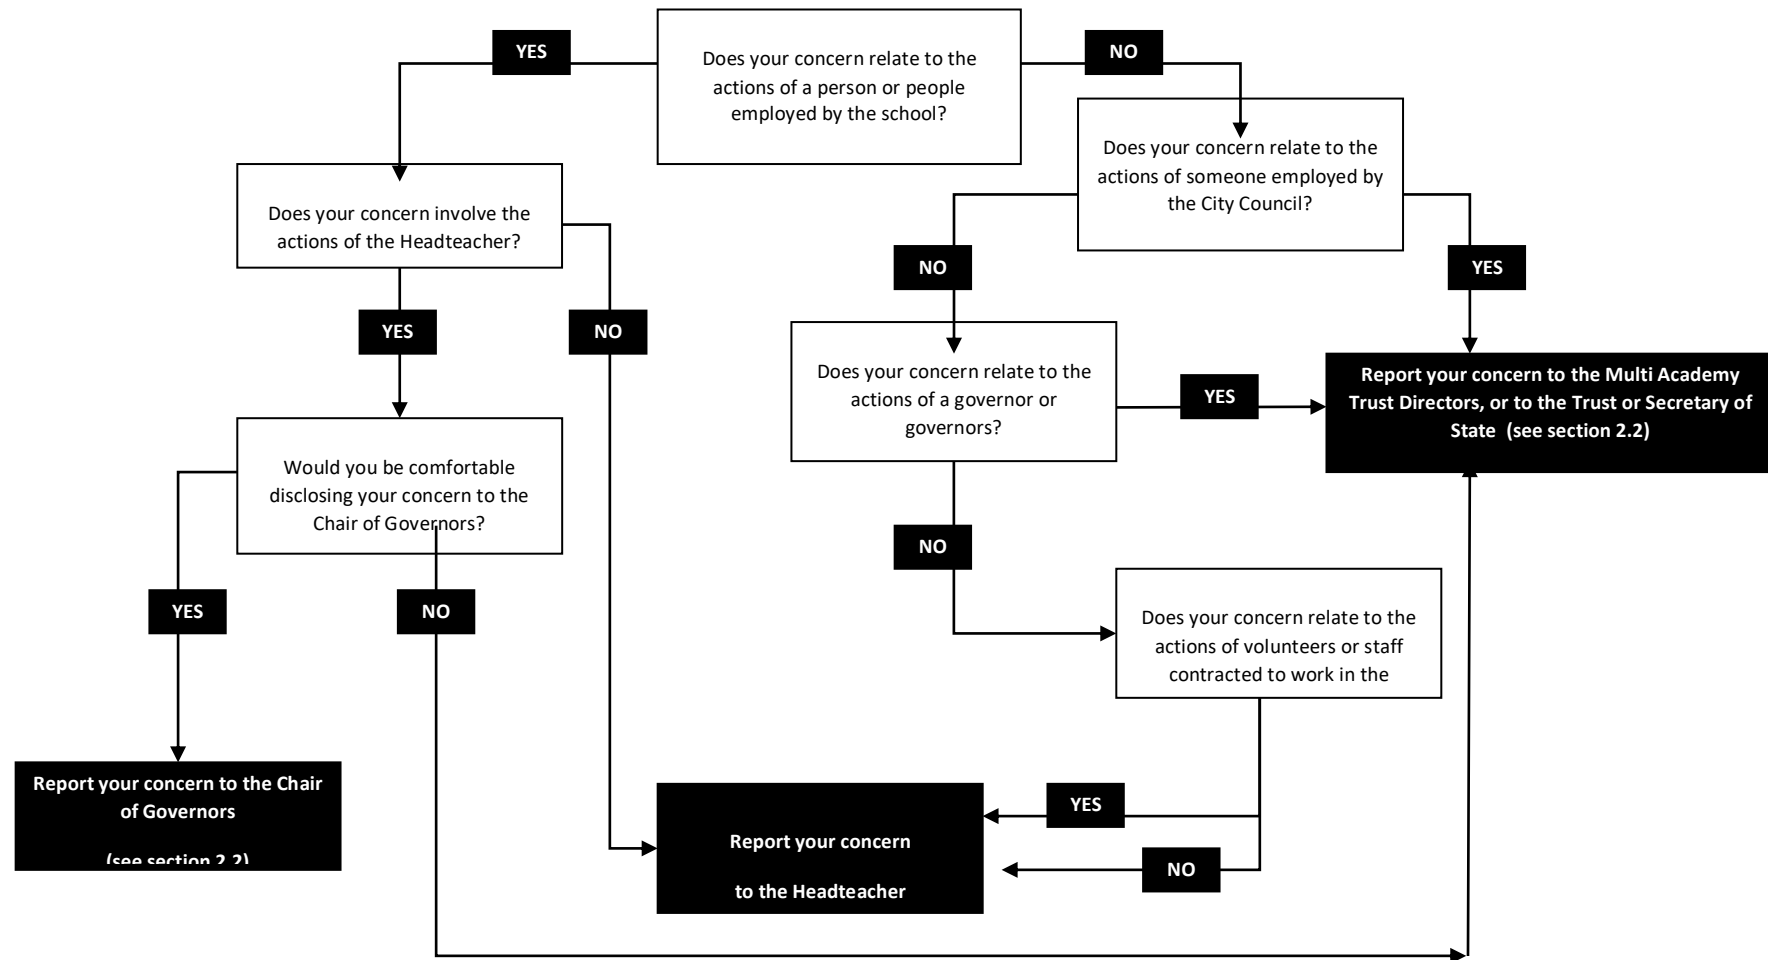 YES
Does your concern relate to the
actions of a person or people
employed by the school?
NO
Does your concern relate to the
actions of someone employed by
the City Council?
Does your concern involve the
actions of the Headteacher?
NO
YES
YES
NO
Does your concern relate to the
actions of a governor or
governors?
YES
Report your concern to the Multi Academy
Trust Directors, or to the Trust or Secretary of
State (see section 2.2)
Would you be comfortable
disclosing your concern to the
Chair of Governors?
NO
YES
NO
Does your concern relate to the
actions of volunteers or staff
contracted to work in the
Report your concern to the Chair
of Governors
(see section 2.2)
Report your concern
to the Headteacher
YES
NO